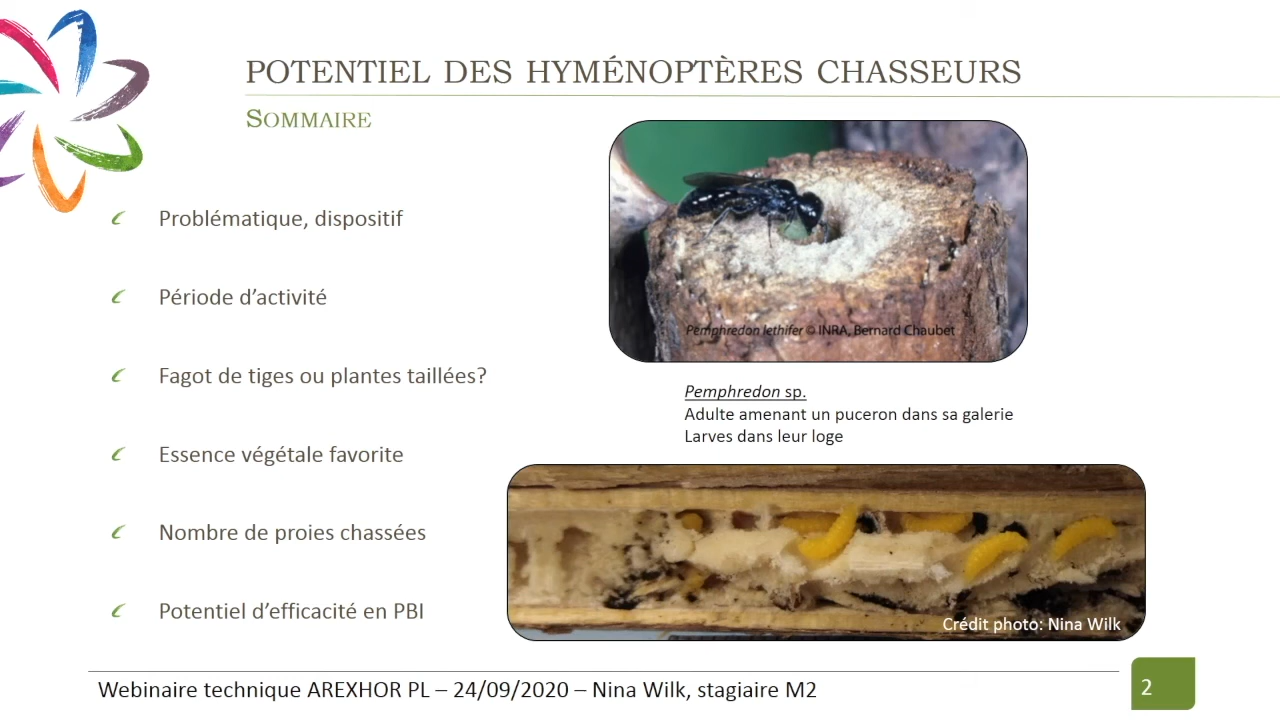 POTENTIEL DES HYMÉNOPTÈRES CHASSEURS
SOMMAIRE
Problématique, dispositif
Période d'activité
Fagot de tiges ou plantes taillées?
Essence végétale favorite
Nombre de proies chassées
Potentiel d'efficacité en PBI
Pemphredon lethifer © INRA, Bernard Chaubet
Pemphredon sp.
Adulte amenant un puceron dans sa galerie
Larves dans leur loge
Crédit photo: Nina Wilk
Webinaire technique AREXHOR PL – 24/09/2020 – Nina Wilk, stagiaire M2
2